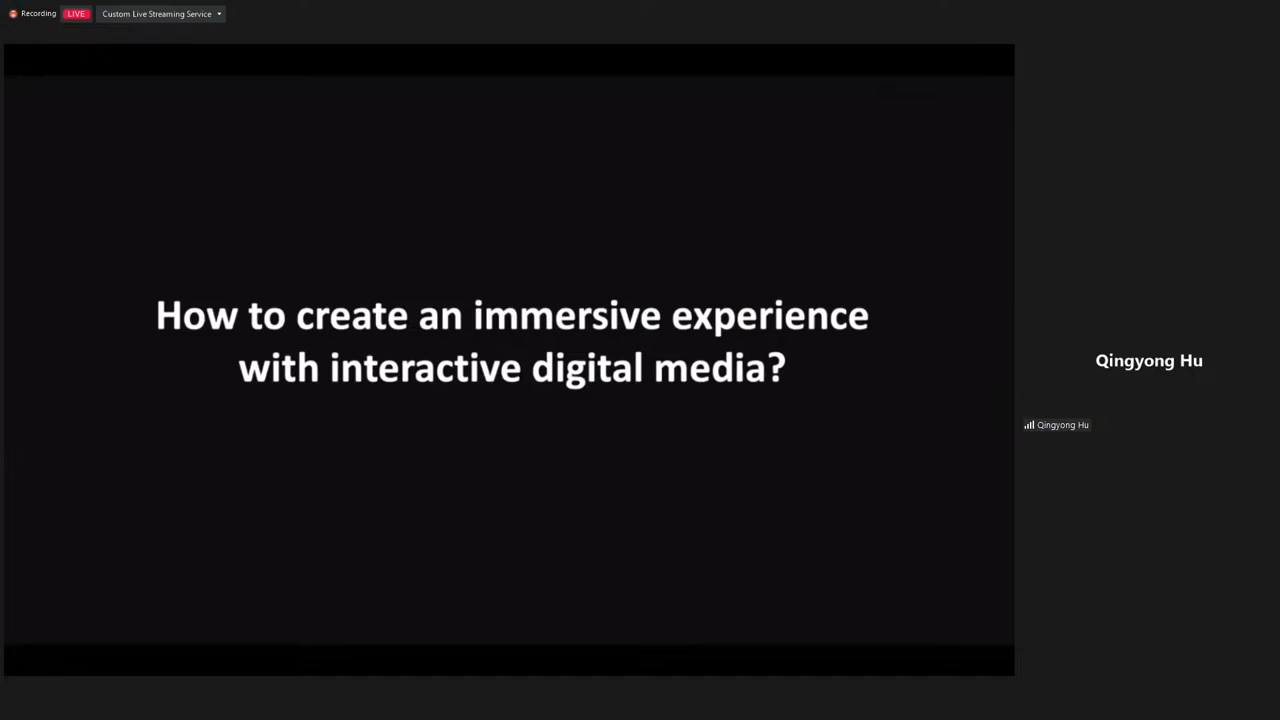 Recording
LIVE
Custom Live Streaming Service
How to create an immersive experience
with interactive digital media?
Qingyong Hu
Qingyong Hu